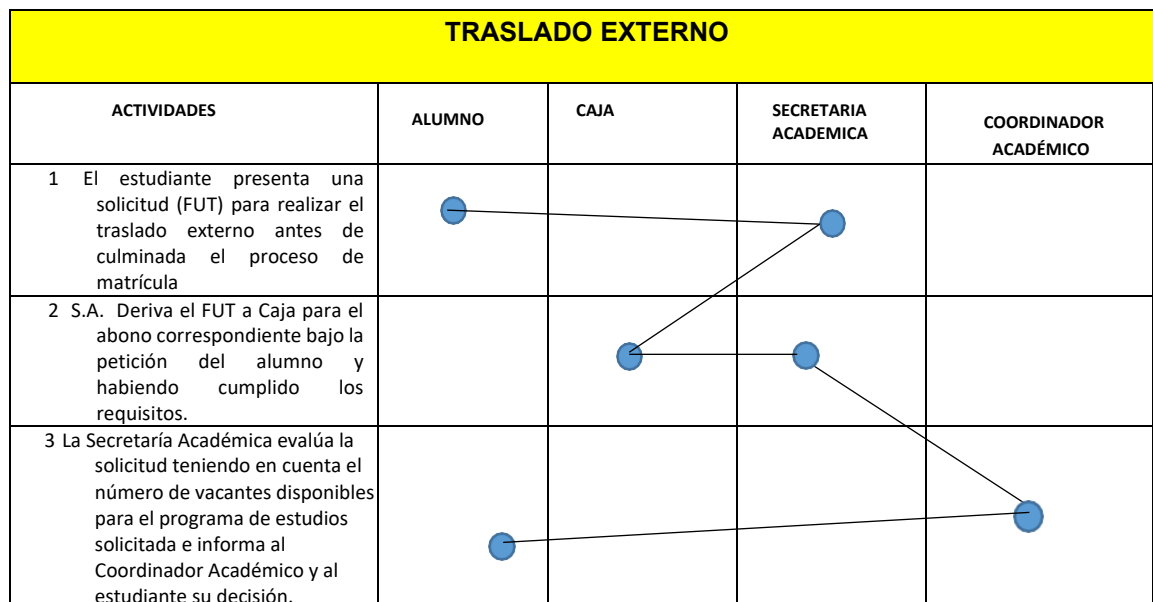 TRASLADO EXTERNO
ACTIVIDADES
ALUMNO
CAJA
SECRETARIA
ACADEMICA
COORDINADOR
ACADÉMICO
1 El estudiante presenta una
solicitud (FUT) para realizar el
traslado externo antes de
culminada el proceso de
matrícula
2 S.A. Deriva el FUT a Caja para el
abono correspondiente bajo la
petición del alumno y
habiendo cumplido los
requisitos.
3 La Secretaría Académica evalúa la
solicitud teniendo en cuenta el
número de vacantes disponibles
para el programa de estudios
solicitada e informa al
Coordinador Académico y al
estudiante su decisión.